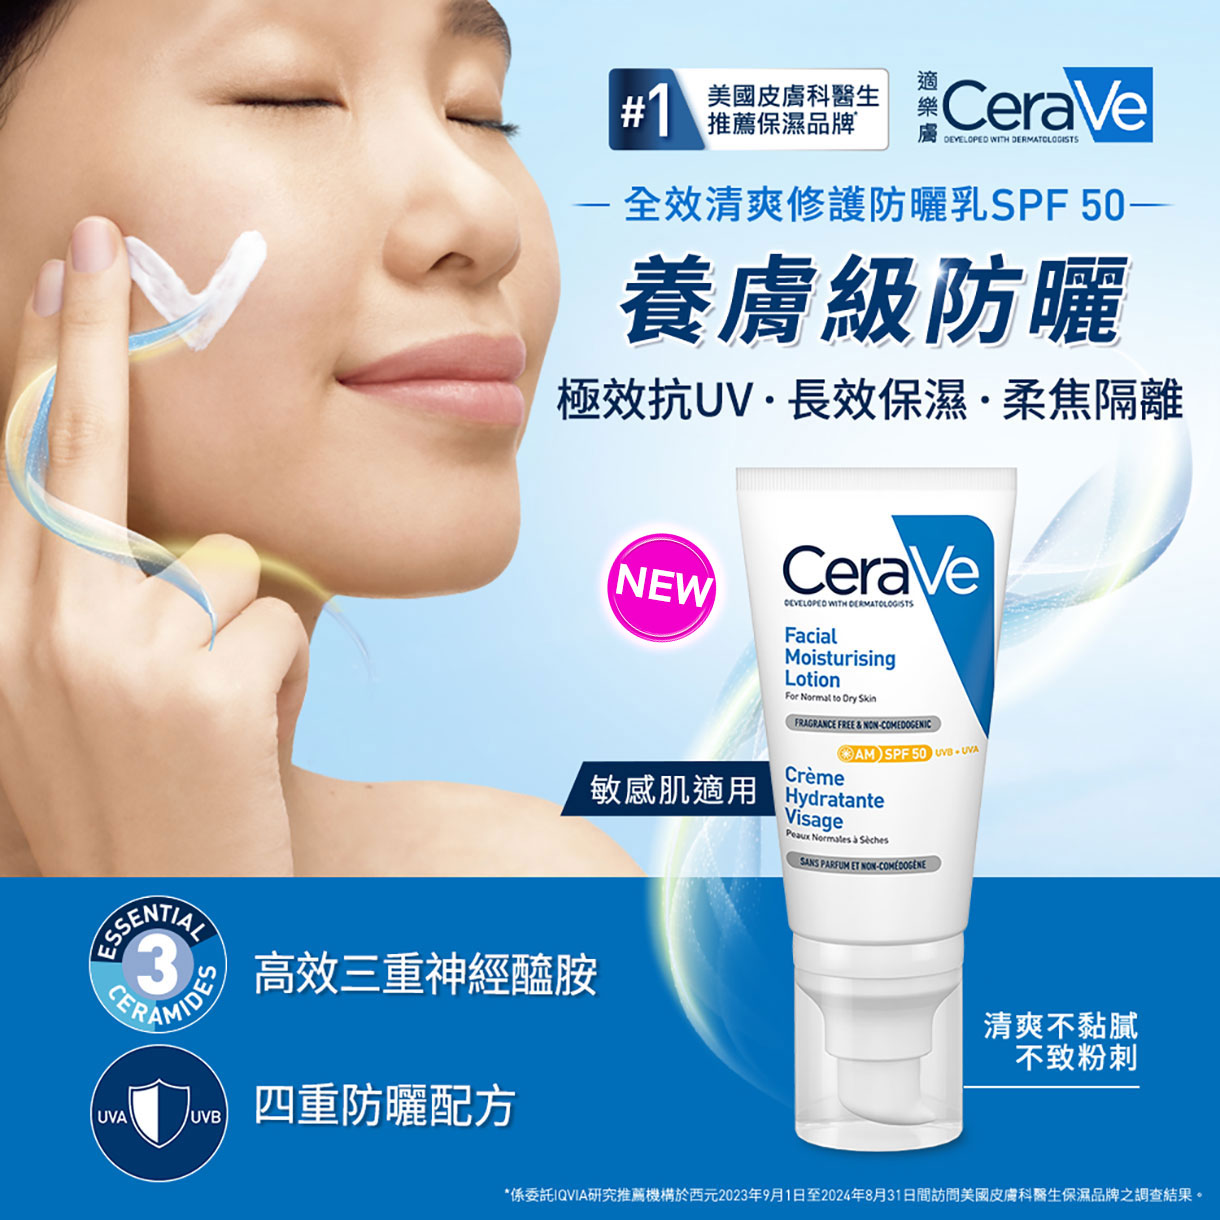 #1
美國皮膚科醫生
推薦保濕品牌*
適樂膚
CeraVe
DEVELOPED WITH DERMATOLOGISTS
全效清爽修護防曬乳SPF 50
養膚級防曬
極效抗UV·長效保濕·柔焦隔離
NEW
CeraVe
DEVELOPED WITH DERMATOLOGISTS
Facial
Moisturising
Lotion
For Normal to Dry Skin
FRAGRANCE FREE & NON-COMEDOGENIC
AM SPF 50 UVB + UVA
Crème
Hydratante
Visage
Peaux Normales à Sèches
SANS PARFUM ET NON-COMÉDOGÈNE
敏感肌適用
ESSENTIAL
3
CERAMIDES
高效三重神經醯胺
UVA UVB
四重防曬配方
清爽不黏膩
不致粉刺
*係委託IQVIA研究推薦機構於西元2023年9月1日至2024年8月31日間訪問美國皮膚科醫生保濕品牌之調查結果。